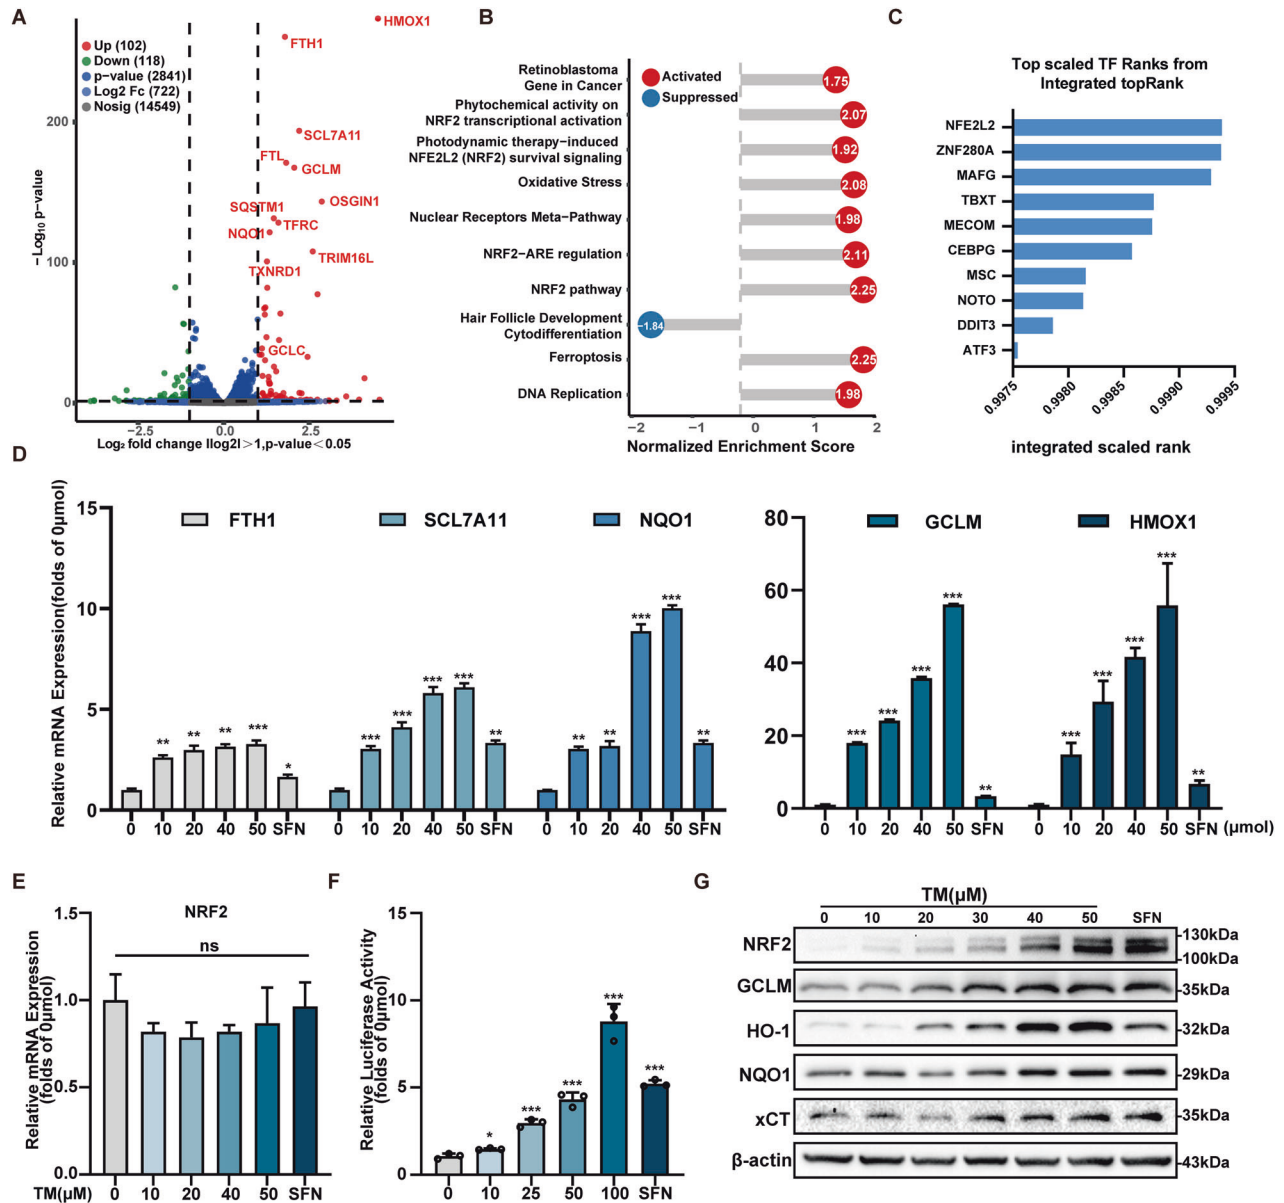 A
Up (102)
Down (118)
p-value (2841)
Log2 Fc (722)
Nosig (14549)
HMOX1
FTH1
SCL7A11
FTL
GCLM
OSGIN1
SQSTM1
TFRC
NQO1
TRIM16L
TXNRD1
GCLC
200
100
0
−Log₁₀ p-value
−2.5
0.0
2.5
Log₂ fold change Ilog2I＞1,p-value＜0.05
B
Activated
Suppressed
Retinoblastoma
Gene in Cancer
1.75
Phytochemical activity on
NRF2 transcriptional activation
2.07
Photodynamic therapy−induced
NFE2L2 (NRF2) survival signaling
1.92
Oxidative Stress
2.08
Nuclear Receptors Meta−Pathway
1.98
NRF2−ARE regulation
2.11
NRF2 pathway
2.25
Hair Follicle Development
Cytodifferentiation
−1.84
Ferroptosis
2.25
DNA Replication
1.98
−2
−1
0
1
2
Normalized Enrichment Score
C
Top scaled TF Ranks from
Integrated topRank
NFE2L2
ZNF280A
MAFG
TBXT
MECOM
CEBPG
MSC
NOTO
DDIT3
ATF3
0.9975
0.9980
0.9985
0.9990
0.9995
integrated scaled rank
D
Relative mRNA Expression(folds of 0μmol)
15
10
5
0
FTH1
SCL7A11
NQO1
** ** ** *** *
*** *** *** *** **
** ** *** *** **
0 10 20 40 50 SFN 0 10 20 40 50 SFN 0 10 20 40 50 SFN
80
60
40
20
0
GCLM
HMOX1
*** *** *** *** **
*** *** *** *** **
0 10 20 40 50 SFN 0 10 20 40 50 SFN (μmol)
E
NRF2
ns
Relative mRNA Expression
(folds of 0μmol)
1.5
1.0
0.5
0.0
TM(μM) 0 10 20 40 50 SFN
F
Relative Luciferase Activity
(folds of 0μmol)
15
10
5
0
* *** *** *** ***
0 10 25 50 100 SFN
G
TM(μM)
0 10 20 30 40 50 SFN
NRF2
-130kDa
-100kDa
GCLM
-35kDa
HO-1
-32kDa
NQO1
-29kDa
xCT
-35kDa
β-actin
-43kDa